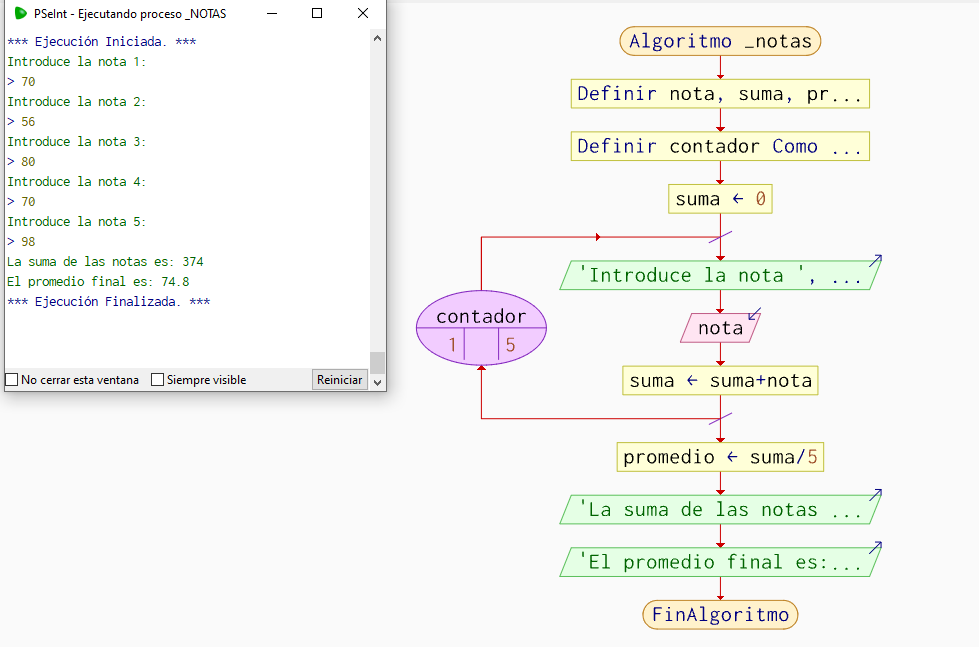 PSeInt - Ejecutando proceso _NOTAS
*** Ejecución Iniciada. ***
Introduce la nota 1:
> 70
Introduce la nota 2:
> 56
Introduce la nota 3:
> 80
Introduce la nota 4:
> 70
Introduce la nota 5:
> 98
La suma de las notas es: 374
El promedio final es: 74.8
*** Ejecución Finalizada. ***
No cerrar esta ventana
Siempre visible
Reiniciar
Algoritmo _notas
Definir nota, suma, pr...
Definir contador Como ...
suma ← 0
contador
1 5
'Introduce la nota ', ...
nota
suma ← suma+nota
promedio ← suma/5
'La suma de las notas ...
'El promedio final es:...
FinAlgoritmo